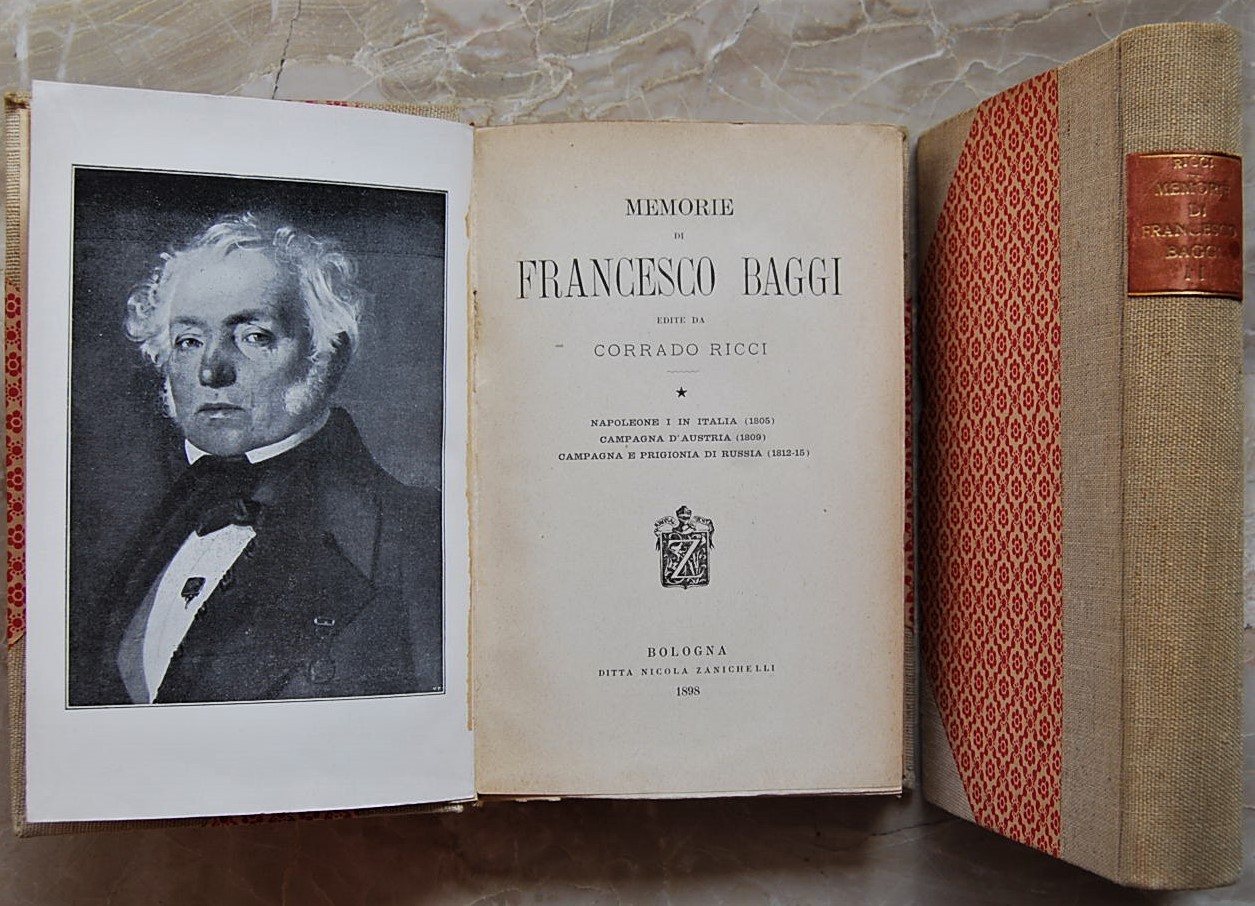 MEMORIE
DI
FRANCESCO BAGGI
EDITE DA
CORRADO RICCI
NAPOLEONE I IN ITALIA (1805)
CAMPAGNA D'AUSTRIA (1809)
CAMPAGNA E PRIGIONIA DI RUSSIA (1812-15)
Z
BOLOGNA
DITTA NICOLA ZANICHELLI
1898
RICCI
MEMORIE
DI
FRANCESCO
BAGGI